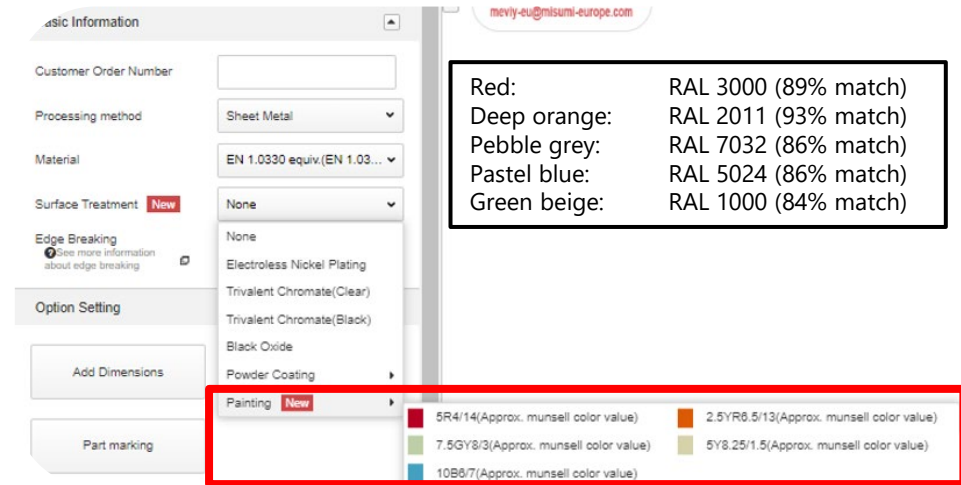 asic Information
meviy-eu@misumi-europe.com
Customer Order Number
Processing method Sheet Metal
Material EN 1.0330 equiv.(EN 1.03...
Surface Treatment New None
Edge Breaking
See more information
about edge breaking
None
Electroless Nickel Plating
Trivalent Chromate(Clear)
Trivalent Chromate(Black)
Black Oxide
Powder Coating
Painting New
Option Setting
Add Dimensions
Part marking
Red: RAL 3000 (89% match)
Deep orange: RAL 2011 (93% match)
Pebble grey: RAL 7032 (86% match)
Pastel blue: RAL 5024 (86% match)
Green beige: RAL 1000 (84% match)
5R4/14(Approx. munsell color value) 2.5YR6.5/13(Approx. munsell color value)
7.5GY8/3(Approx. munsell color value) 5Y8.25/1.5(Approx. munsell color value)
10B6/7(Approx. munsell color value)